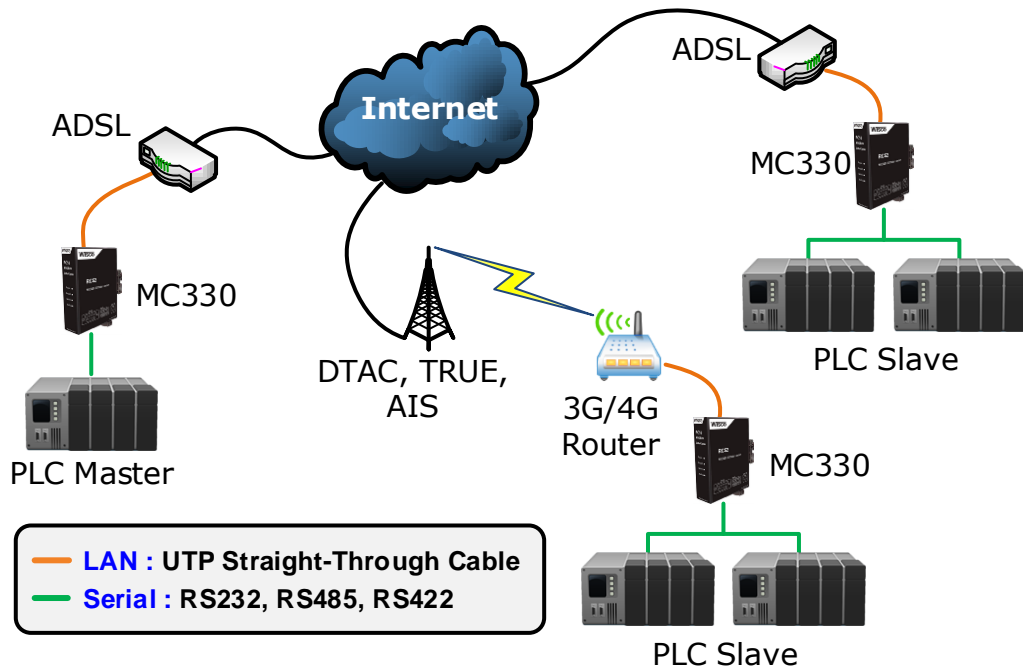 ADSL
Internet
ADSL
MC330
MC330
DTAC, TRUE,
AIS
PLC Slave
3G/4G
Router
PLC Master
MC330
LAN : UTP Straight-Through Cable
Serial : RS232, RS485, RS422
PLC Slave